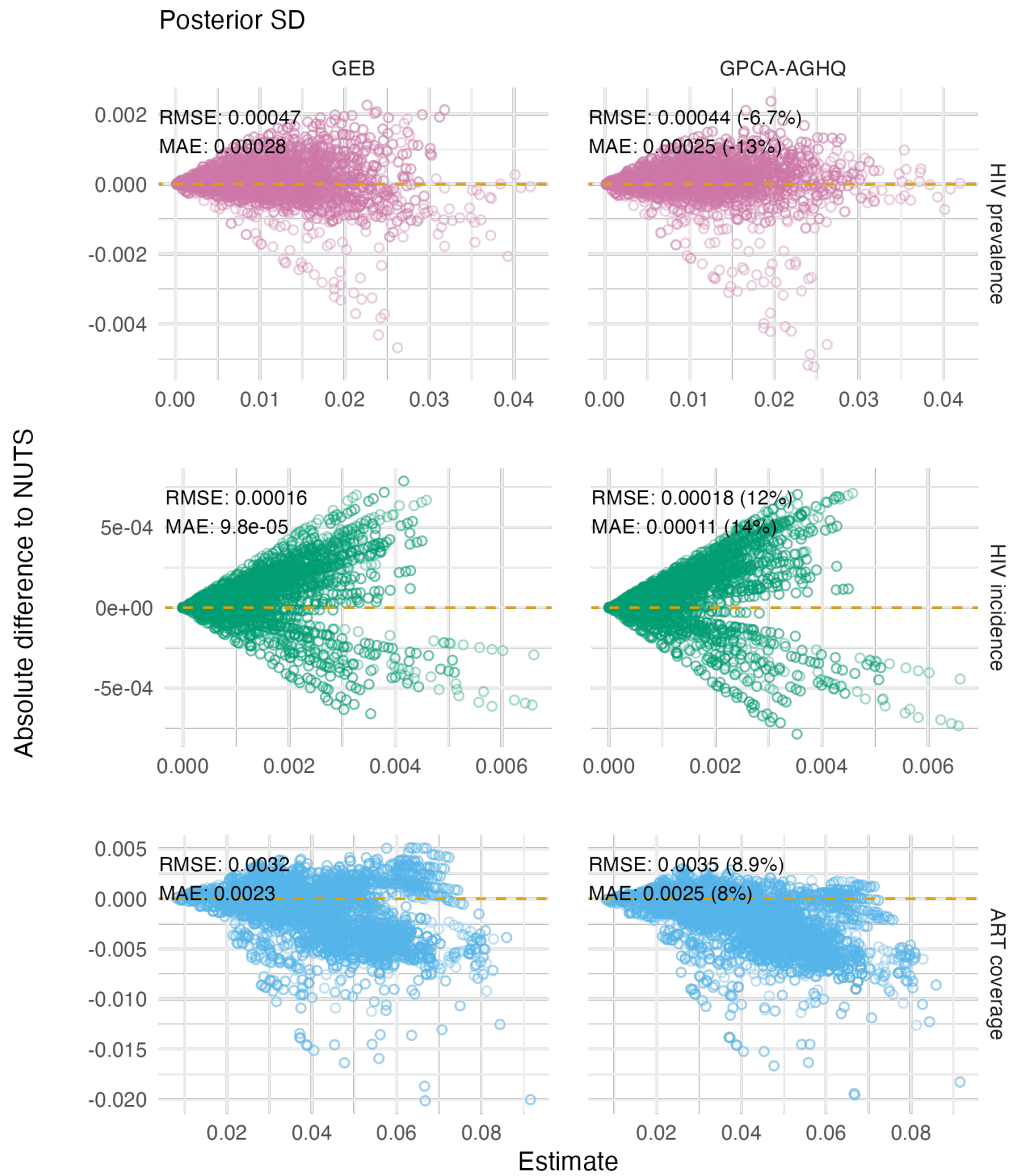 Posterior SD
GEB
GPCA-AGHQ
Absolute difference to NUTS
0.002
0.000
-0.002
-0.004
RMSE: 0.00047
MAE: 0.00028
RMSE: 0.00044 (-6.7%)
MAE: 0.00025 (-13%)
HIV prevalence
0.00 0.01 0.02 0.03 0.04
0.00 0.01 0.02 0.03 0.04
5e-04
0e+00
-5e-04
RMSE: 0.00016
MAE: 9.8e-05
RMSE: 0.00018 (12%)
MAE: 0.00011 (14%)
HIV incidence
0.000 0.002 0.004 0.006
0.000 0.002 0.004 0.006
0.005
0.000
-0.005
-0.010
-0.015
-0.020
RMSE: 0.0032
MAE: 0.0023
RMSE: 0.0035 (8.9%)
MAE: 0.0025 (8%)
ART coverage
0.02 0.04 0.06 0.08
0.02 0.04 0.06 0.08
Estimate